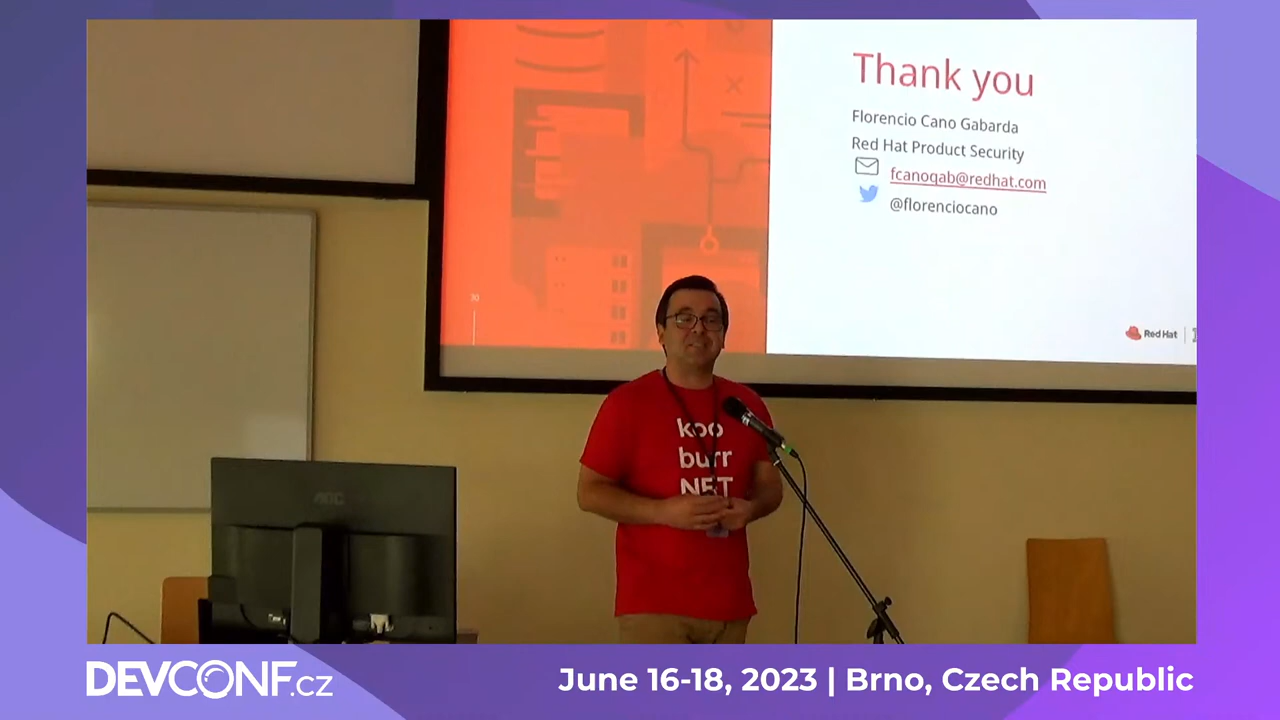 Thank you
Florencio Cano Gabarda
Red Hat Product Security
fcanogab@redhat.com
@florenciocano
30
Red Hat
koo
burr
NET
AOC
DEVCONF.CZ
June 16-18, 2023 | Brno, Czech Republic